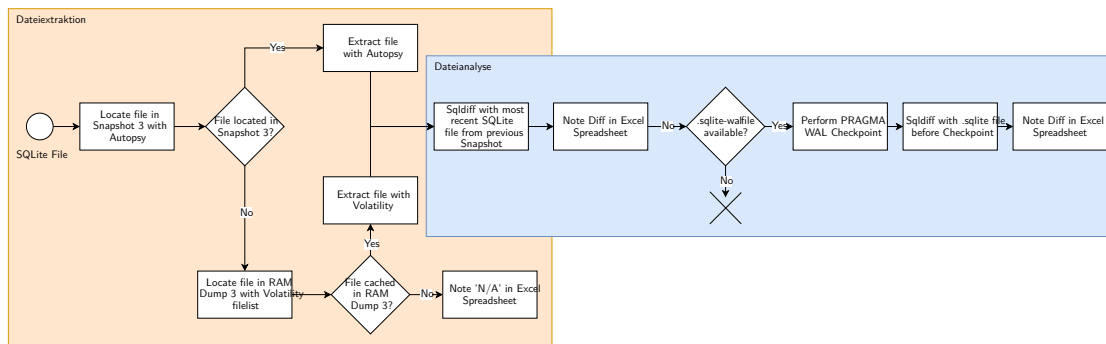 Dateiextraktion
SQLite File
Locate file in
Snapshot 3 with
Autopsy
File located in
Snapshot 3?
Yes
Extract file
with Autopsy
No
Locate file in RAM
Dump 3 with Volatility
filelist
File cached
in RAM
Dump 3?
Yes
Extract file with
Volatility
No
Note 'N/A' in Excel
Spreadsheet
Dateianalyse
Sqldiff with most
recent SQLite
file from previous
Snapshot
Note Diff in Excel
Spreadsheet
No
.sqlite-walfile
available?
No
Yes
Perform PRAGMA
WAL Checkpoint
Sqldiff with .sqlite file
before Checkpoint
Note Diff in Excel
Spreadsheet